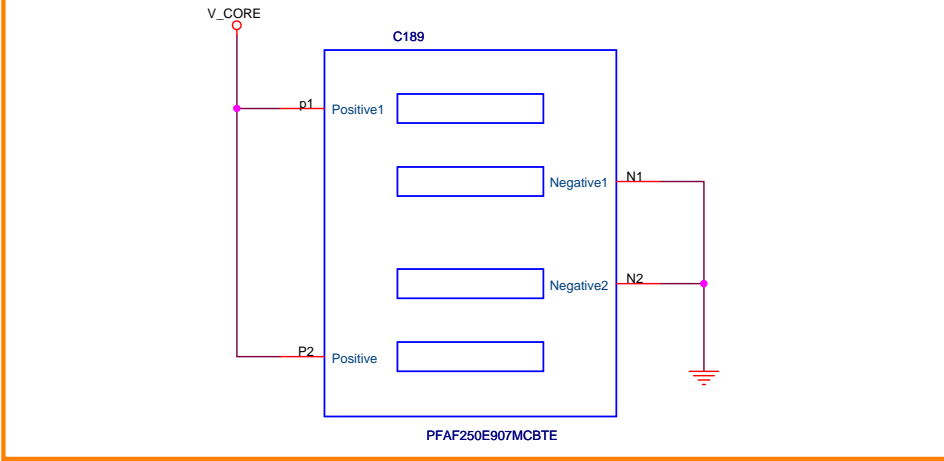 V_CORE
C189
p1
Positive1
Negative1
N1
Negative2
N2
P2
Positive
PFAF250E907MCBTE